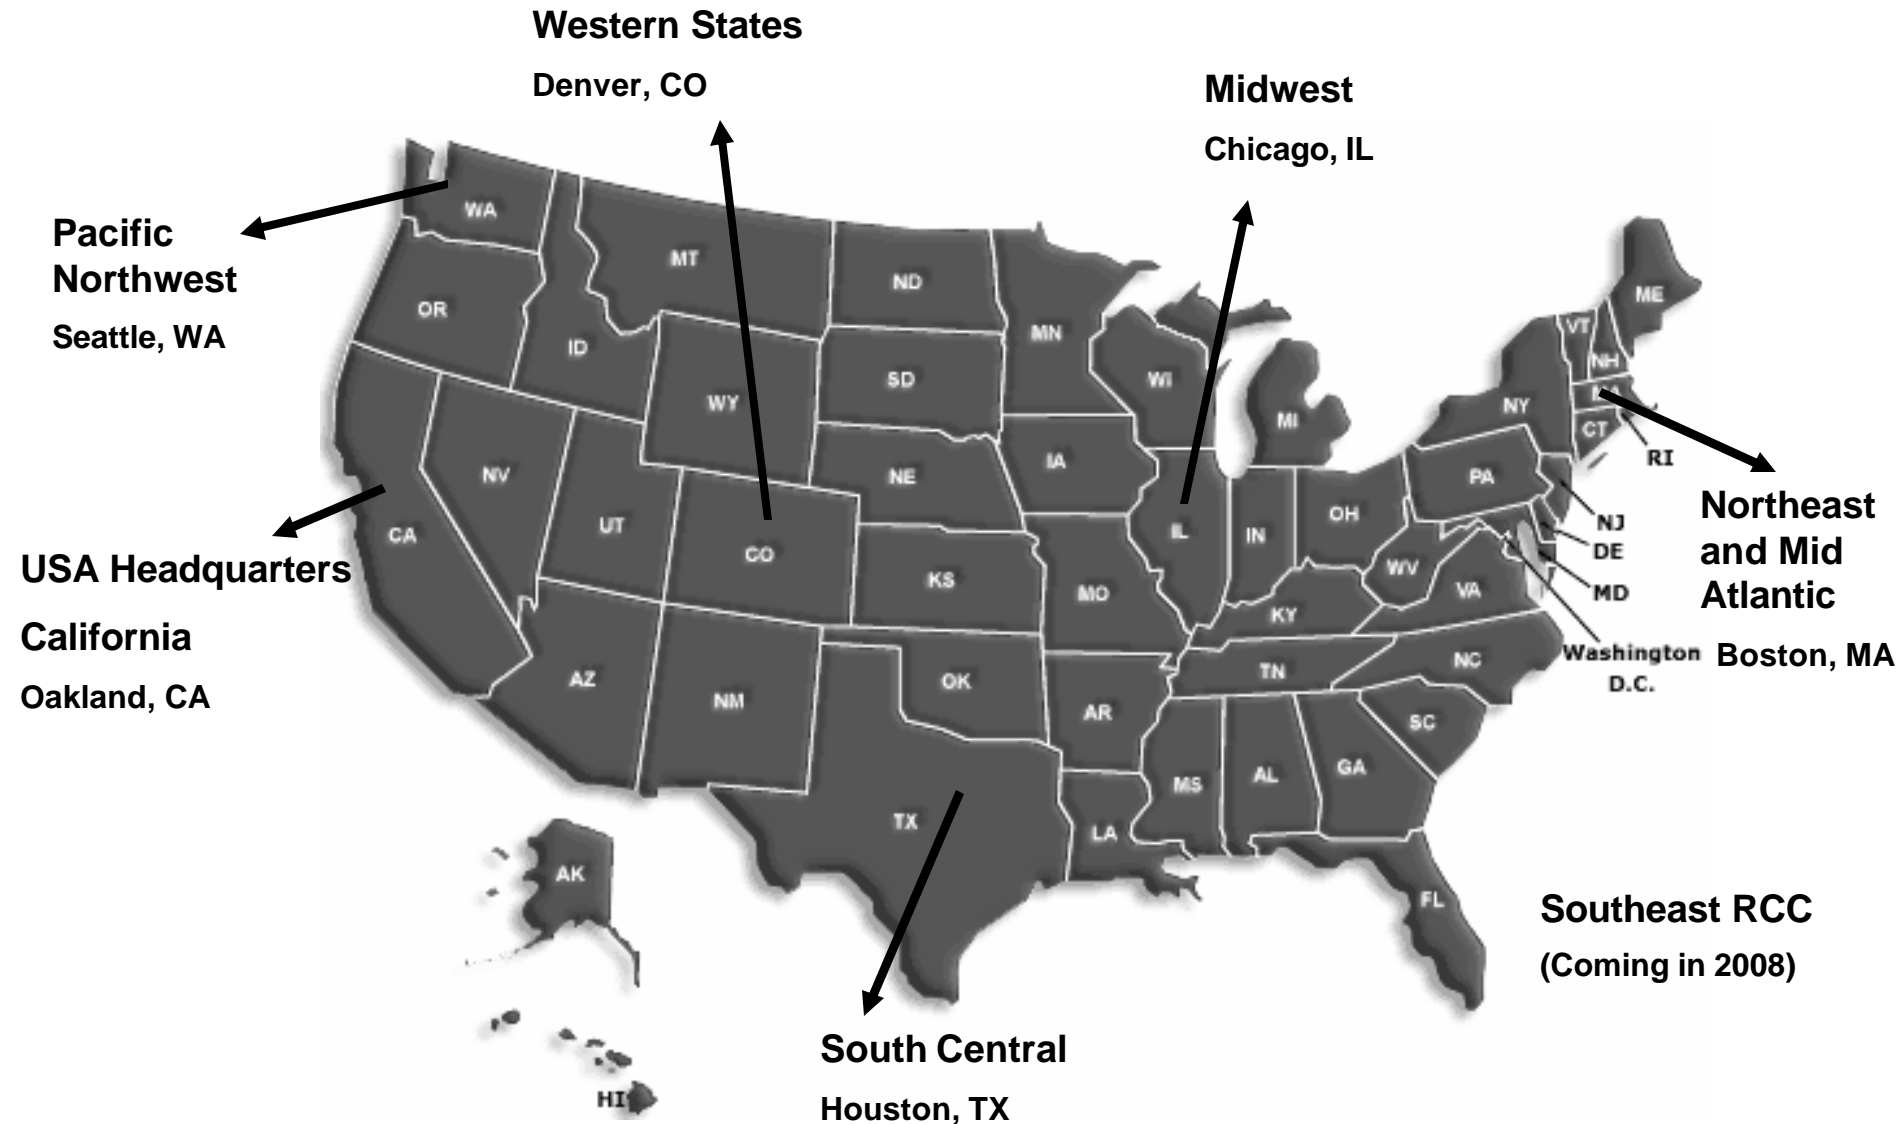 Western States
Denver, CO
Midwest
Chicago, IL
Pacific
Northwest
Seattle, WA
USA Headquarters
California
Oakland, CA
South Central
Houston, TX
Northeast
and Mid
Atlantic
Boston, MA
Southeast RCC
(Coming in 2008)
WA
OR
CA
NV
ID
MT
WY
UT
CO
AZ
NM
ND
SD
NE
KS
OK
TX
MN
IA
MO
AR
LA
WI
IL
MI
IN
OH
KY
TN
MS
AL
GA
FL
SC
NC
VA
WV
PA
NY
VT
NH
ME
MA
CT
RI
NJ
DE
MD
Washington
D.C.
AK
HI